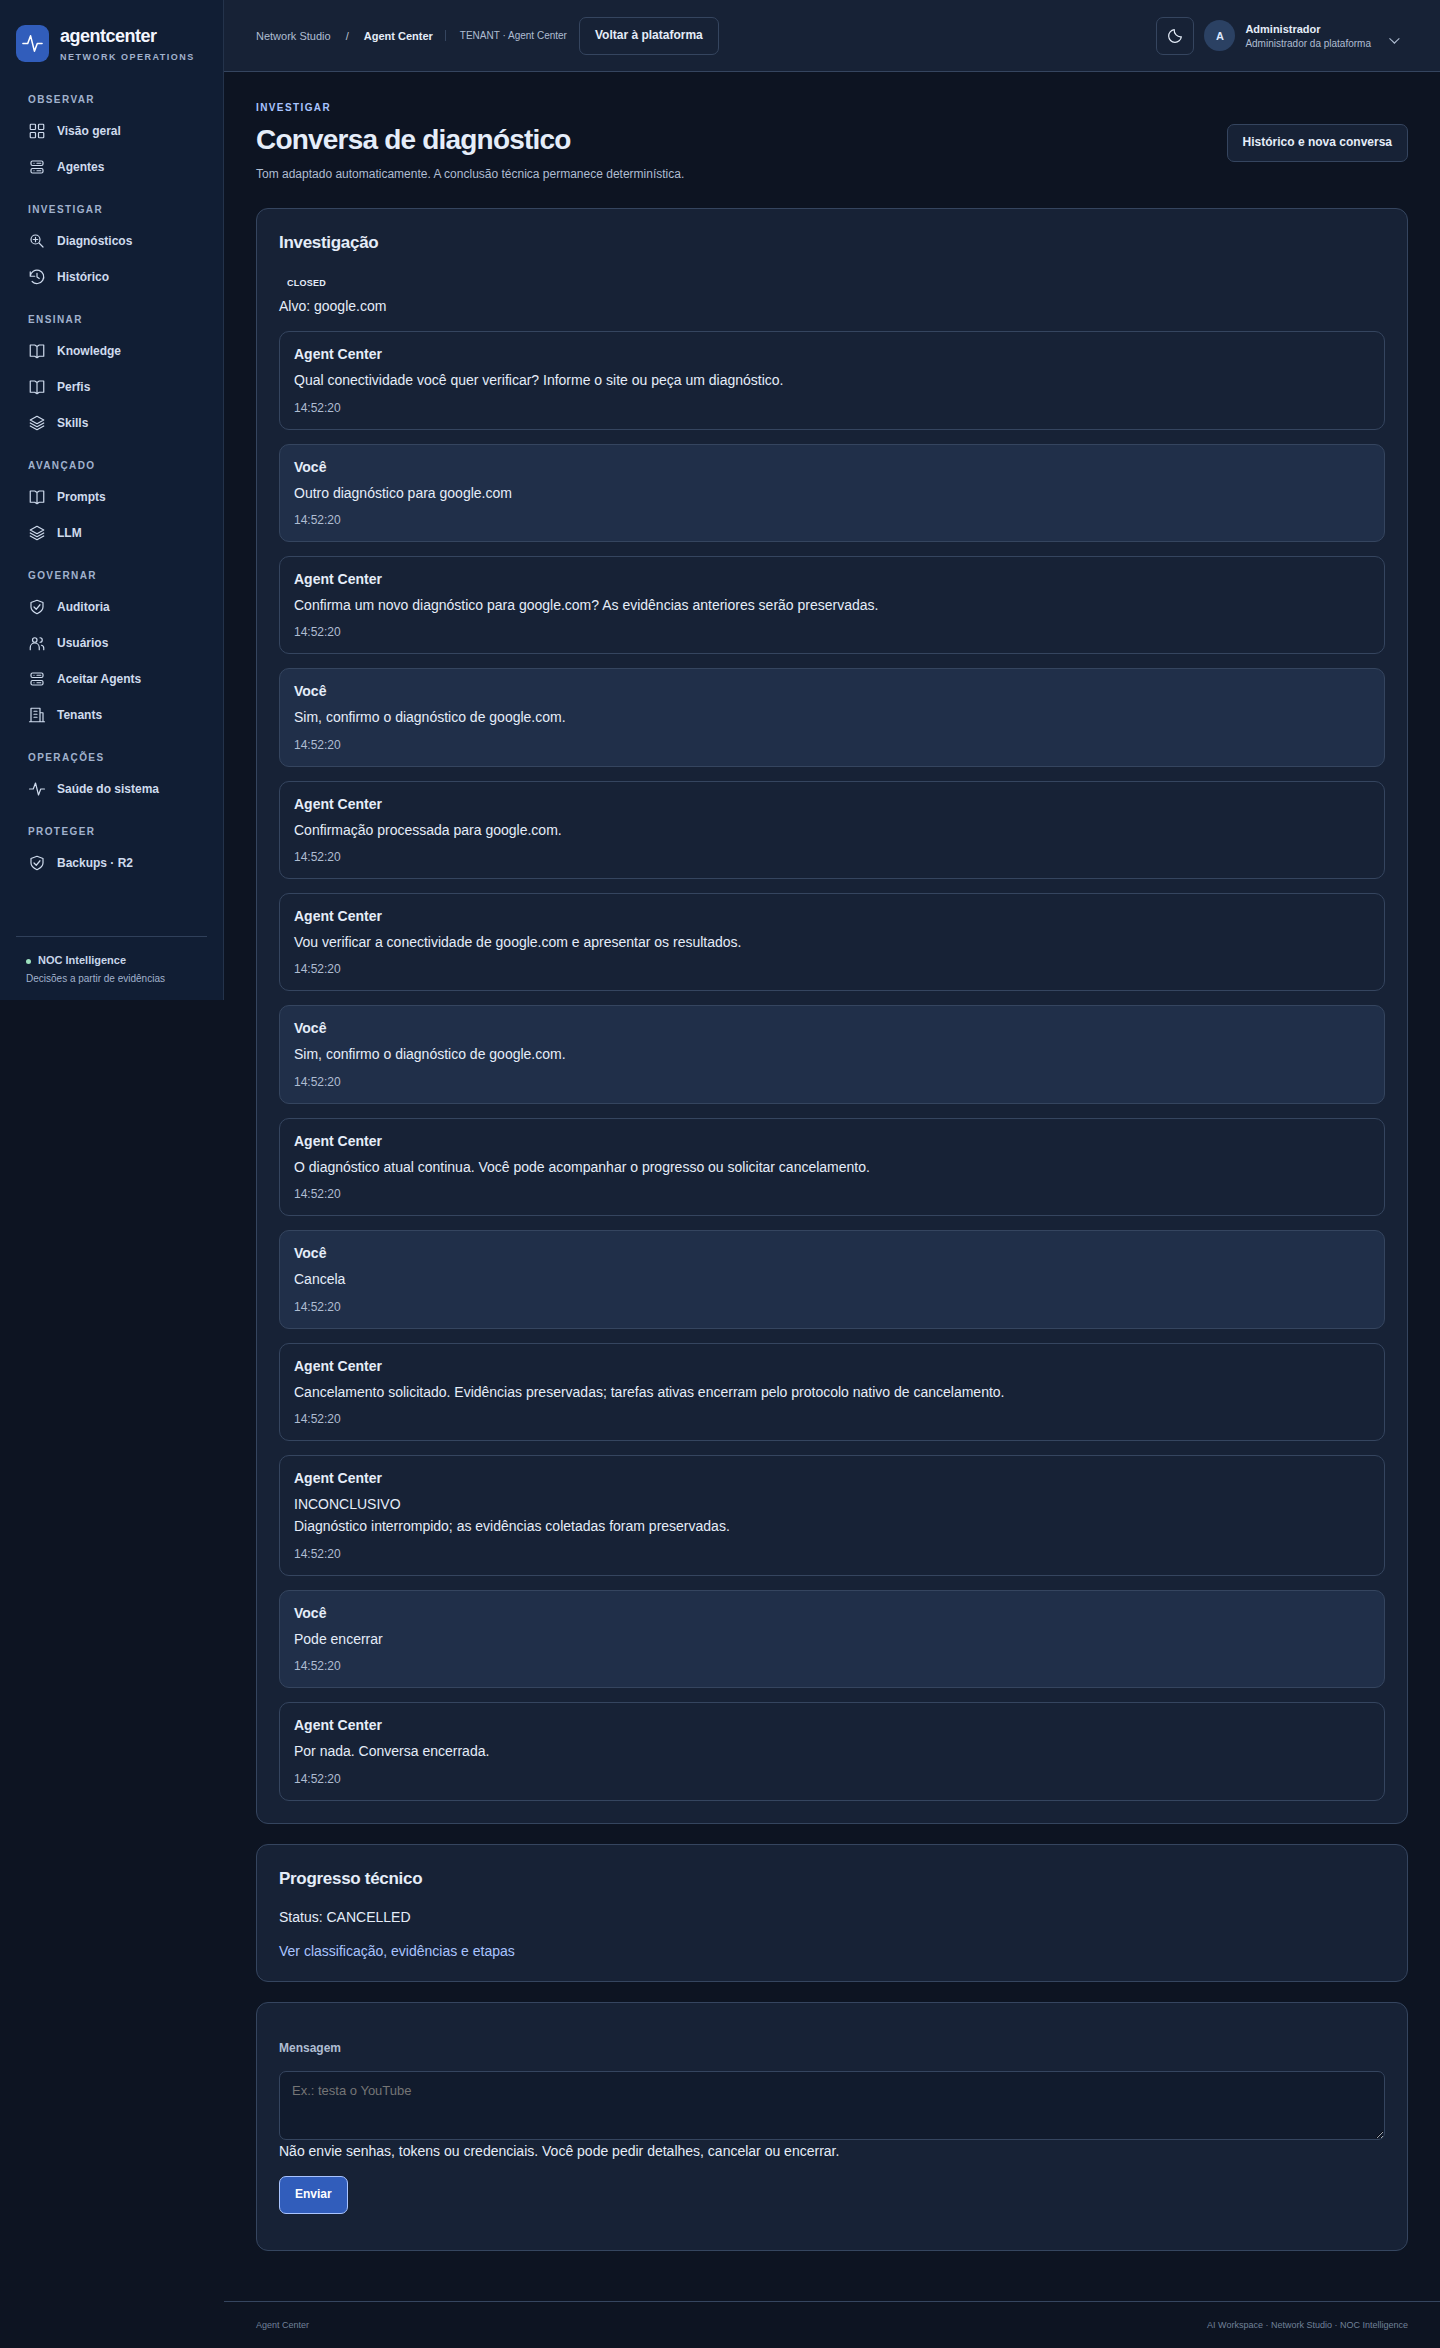 agentcenter
NETWORK OPERATIONS
OBSERVAR
Visão geral
Agentes
INVESTIGAR
Diagnósticos
Histórico
ENSINAR
Knowledge
Perfis
Skills
AVANÇADO
Prompts
LLM
GOVERNAR
Auditoria
Usuários
Aceitar Agents
Tenants
OPERAÇÕES
Saúde do sistema
PROTEGER
Backups · R2
NOC Intelligence
Decisões a partir de evidências
Network Studio / Agent Center TENANT · Agent Center Voltar à plataforma
A
Administrador
Administrador da plataforma
INVESTIGAR
Conversa de diagnóstico
Tom adaptado automaticamente. A conclusão técnica permanece determinística.
Histórico e nova conversa
Investigação
CLOSED
Alvo: google.com
Agent Center
Qual conectividade você quer verificar? Informe o site ou peça um diagnóstico.
14:52:20
Você
Outro diagnóstico para google.com
14:52:20
Agent Center
Confirma um novo diagnóstico para google.com? As evidências anteriores serão preservadas.
14:52:20
Você
Sim, confirmo o diagnóstico de google.com.
14:52:20
Agent Center
Confirmação processada para google.com.
14:52:20
Agent Center
Vou verificar a conectividade de google.com e apresentar os resultados.
14:52:20
Você
Sim, confirmo o diagnóstico de google.com.
14:52:20
Agent Center
O diagnóstico atual continua. Você pode acompanhar o progresso ou solicitar cancelamento.
14:52:20
Você
Cancela
14:52:20
Agent Center
Cancelamento solicitado. Evidências preservadas; tarefas ativas encerram pelo protocolo nativo de cancelamento.
14:52:20
Agent Center
INCONCLUSIVO
Diagnóstico interrompido; as evidências coletadas foram preservadas.
14:52:20
Você
Pode encerrar
14:52:20
Agent Center
Por nada. Conversa encerrada.
14:52:20
Progresso técnico
Status: CANCELLED
Ver classificação, evidências e etapas
Mensagem
Ex.: testa o YouTube
Não envie senhas, tokens ou credenciais. Você pode pedir detalhes, cancelar ou encerrar.
Enviar
Agent Center
AI Workspace · Network Studio · NOC Intelligence